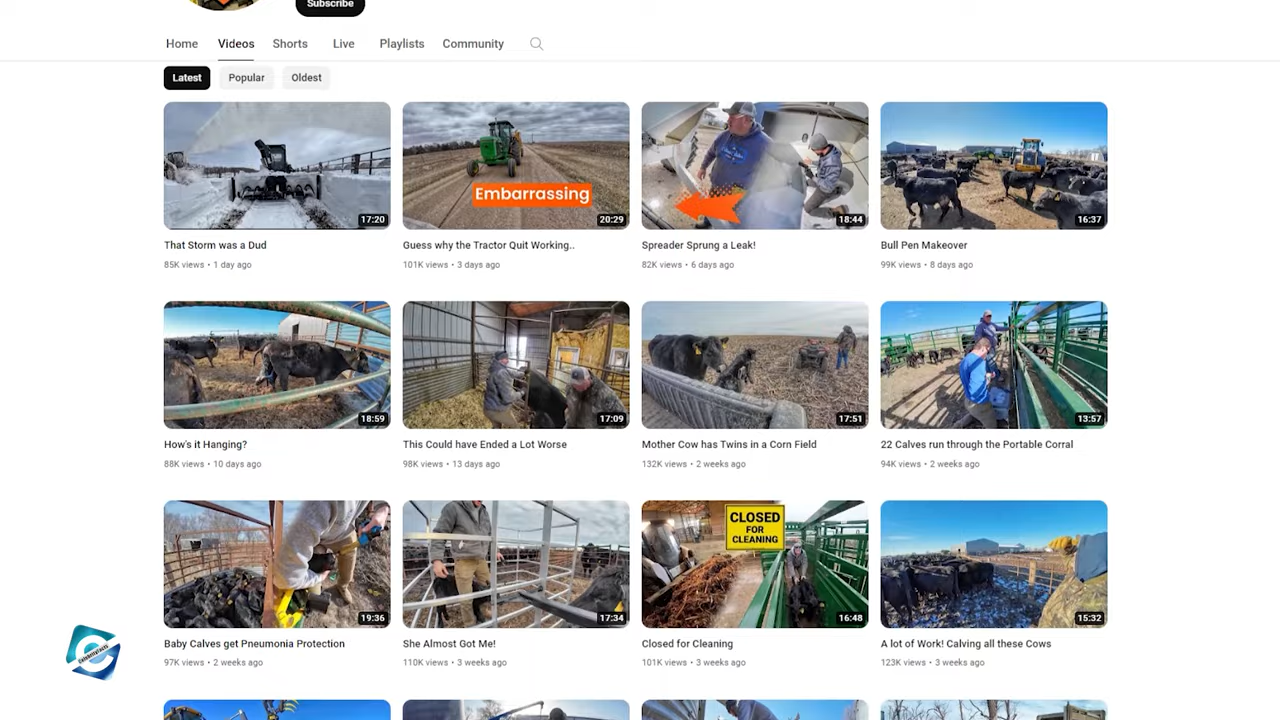 Subscribe
Home Videos Shorts Live Playlists Community
Latest Popular Oldest
Embarrassing
17:20 20:29 18:44 16:37
That Storm was a Dud Guess why the Tractor Quit Working.. Spreader Sprung a Leak! Bull Pen Makeover
85K views • 1 day ago 101K views • 3 days ago 82K views • 6 days ago 99K views • 8 days ago
18:59 17:09 17:51 13:57
How's it Hanging? This Could have Ended a Lot Worse Mother Cow has Twins in a Corn Field 22 Calves run through the Portable Corral
88K views • 10 days ago 98K views • 13 days ago 132K views • 2 weeks ago 94K views • 2 weeks ago
CLOSED
FOR
CLEANING
19:36 17:34 16:48 15:32
Baby Calves get Pneumonia Protection She Almost Got Me! Closed for Cleaning A lot of Work! Calving all these Cows
97K views • 2 weeks ago 110K views • 3 weeks ago 101K views • 3 weeks ago 123K views • 3 weeks ago